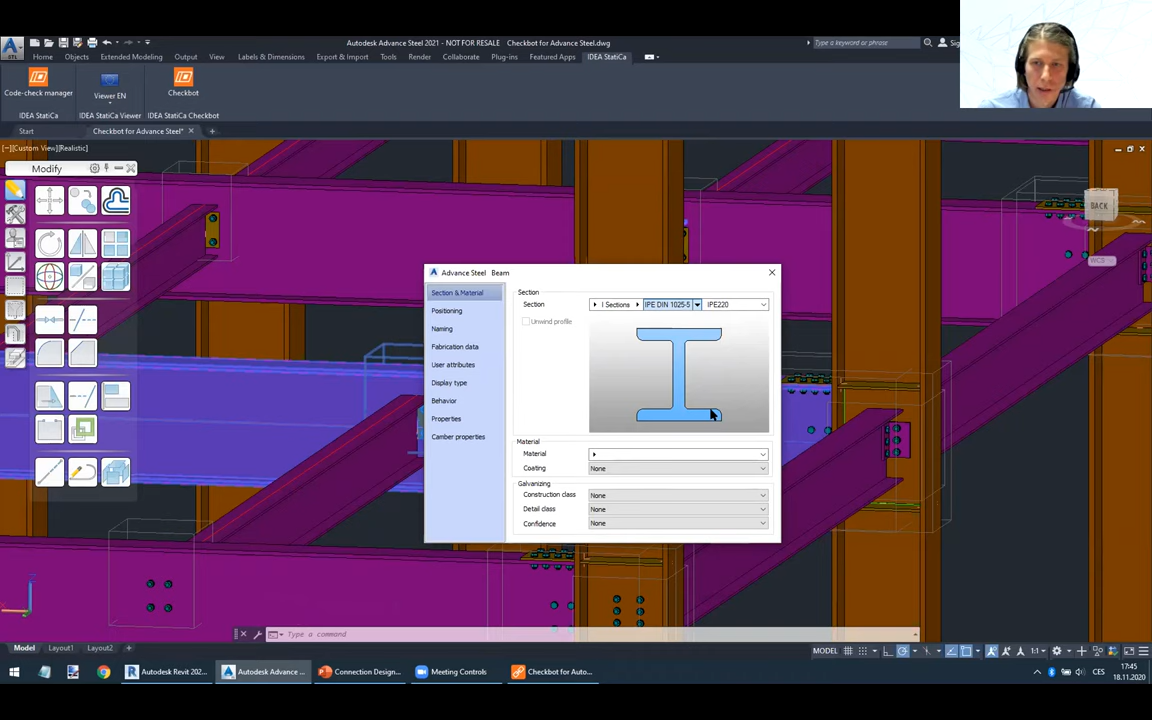 Autodesk Advance Steel 2021 - NOT FOR RESALE Checkbot for Advance Steel.dwg
Type a keyword or phrase
Home Objects Extended Modeling Output View Labels & Dimensions Export & Import Tools Render Collaborate Plug-ins Featured Apps IDEA StatiCa
Code-check manager
Viewer EN
Checkbot
IDEA StatiCa
IDEA StatiCa Viewer
IDEA StatiCa Checkbot
Start
Checkbot for Advance Steel*
[−][Custom View][Realistic]
Modify
BACK
WCS
Advance Steel Beam
Section & Material
Positioning
Naming
Fabrication data
User attributes
Display type
Behavior
Properties
Camber properties
Section
Section I Sections IPE DIN 1025-5 IPE220
Unwind profile
Material
Material
Coating None
Galvanizing
Construction class None
Detail class None
Confidence None
Type a command
Model Layout1 Layout2
MODEL
1:1
Autodesk Revit 202...
Autodesk Advance ...
Connection Design...
Meeting Controls
Checkbot for Auto...
CES
17:45
18.11.2020